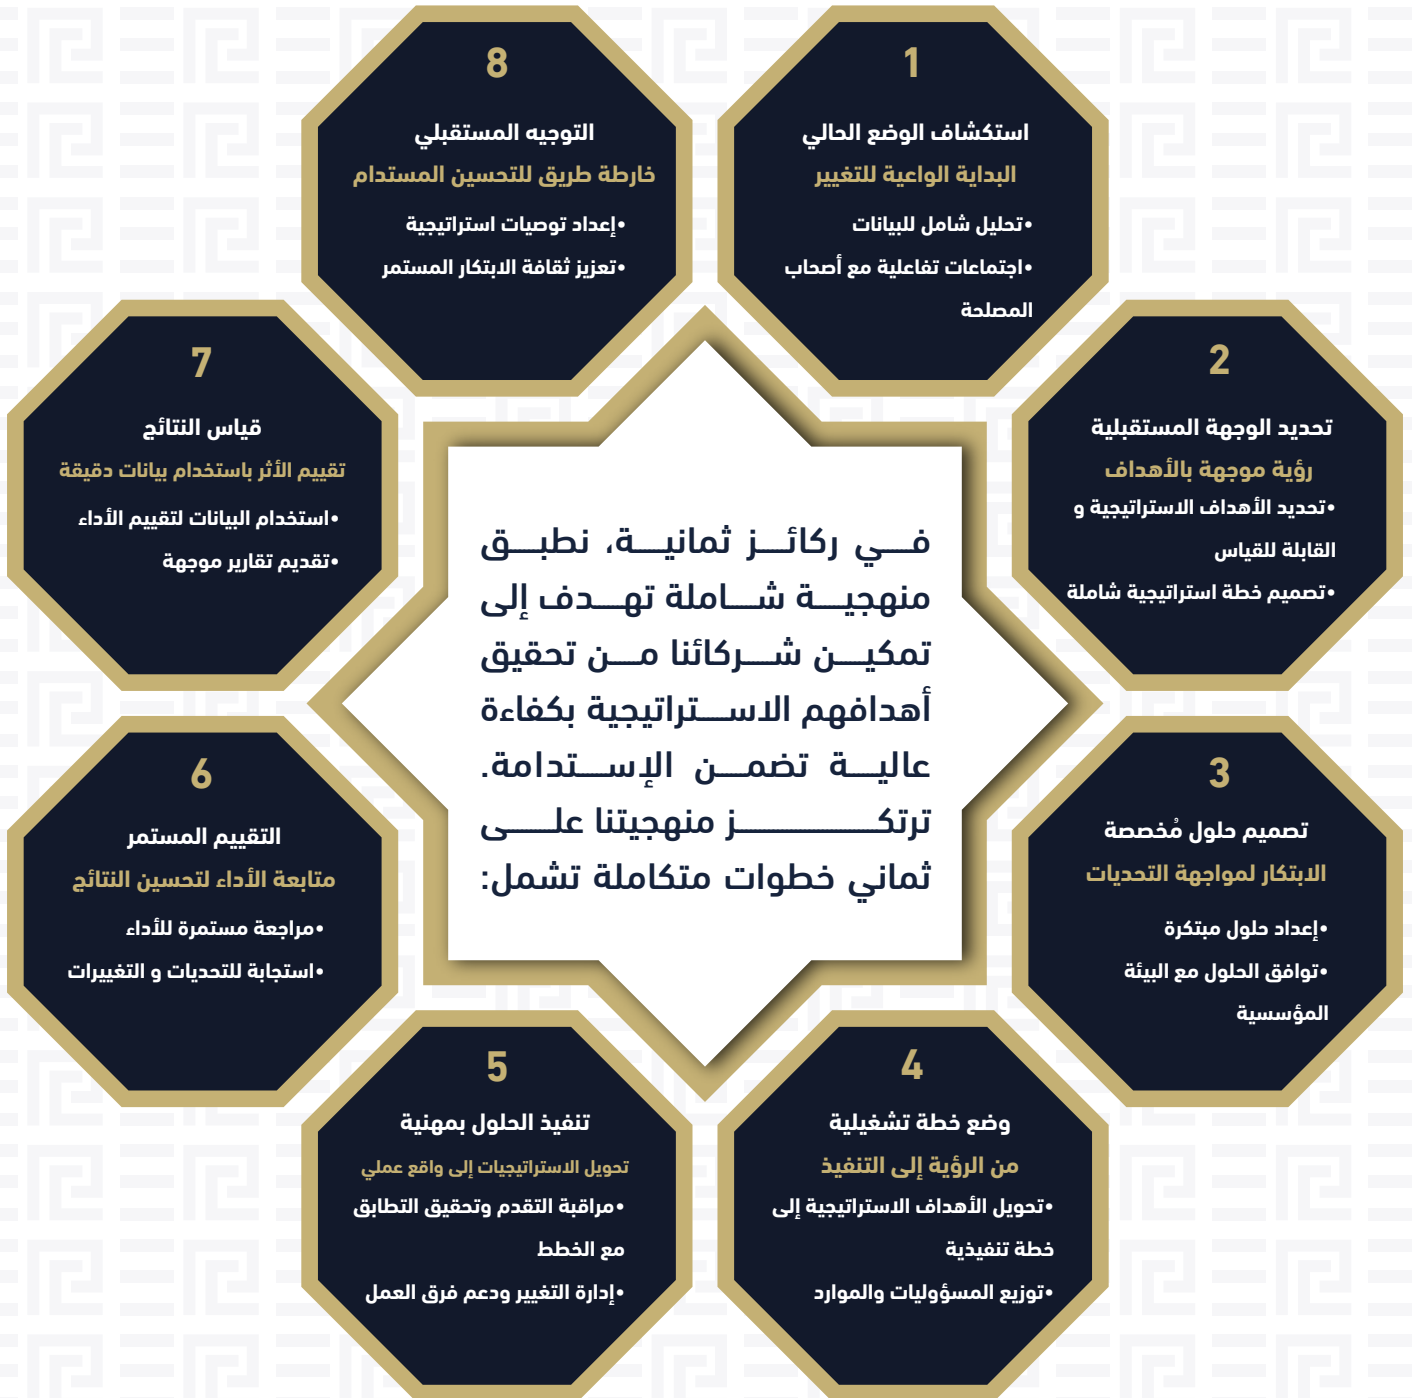 في ركائز ثمانية، نطبق
منهجية شاملة تهدف إلى
تمكين شركائنا من تحقيق
أهدافهم الاستراتيجية بكفاءة
عالية تضمن الإستدامة.
ترتكز منهجيتنا على
ثماني خطوات متكاملة تشمل:
1
استكشاف الوضع الحالي
البداية الواعية للتغيير
•تحليل شامل للبيانات
•اجتماعات تفاعلية مع أصحاب
المصلحة
2
تحديد الوجهة المستقبلية
رؤية موجهة بالأهداف
•تحديد الأهداف الاستراتيجية و
القابلة للقياس
•تصميم خطة استراتيجية شاملة
3
تصميم حلول مُخصصة
الابتكار لمواجهة التحديات
•إعداد حلول مبتكرة
•توافق الحلول مع البيئة
المؤسسية
4
وضع خطة تشغيلية
من الرؤية إلى التنفيذ
•تحويل الأهداف الاستراتيجية إلى
خطة تنفيذية
•توزيع المسؤوليات والموارد
5
تنفيذ الحلول بمهنية
تحويل الاستراتيجيات إلى واقع عملي
•مراقبة التقدم وتحقيق التطابق
مع الخطط
•إدارة التغيير ودعم فرق العمل
6
التقييم المستمر
متابعة الأداء لتحسين النتائج
•مراجعة مستمرة للأداء
•استجابة للتحديات و التغييرات
7
قياس النتائج
تقييم الأثر باستخدام بيانات دقيقة
•استخدام البيانات لتقييم الأداء
•تقديم تقارير موجهة
8
التوجيه المستقبلي
خارطة طريق للتحسين المستدام
•إعداد توصيات استراتيجية
•تعزيز ثقافة الابتكار المستمر